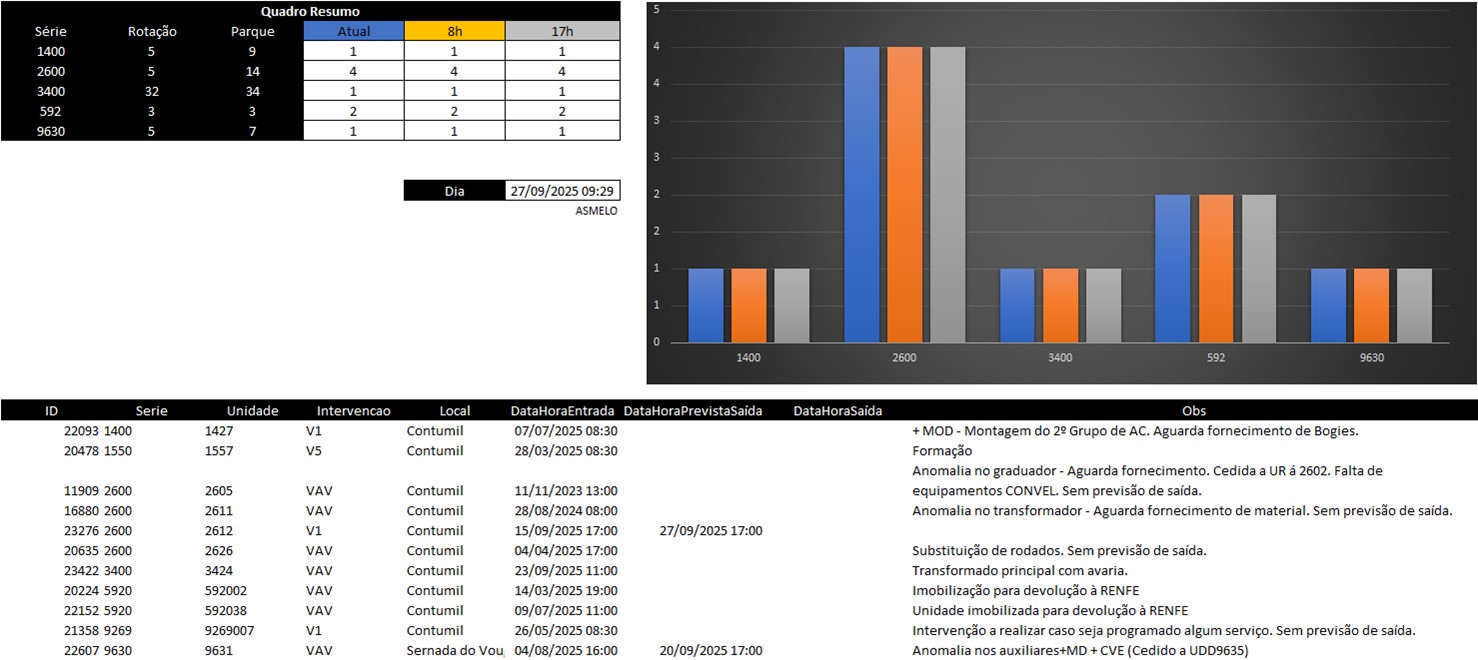 Quadro Resumo
Série Rotação Parque Atual 8h 17h
1400 5 9 1 1 1
2600 5 14 4 4 4
3400 32 34 1 1 1
592 3 3 2 2 2
9630 5 7 1 1 1
Dia 27/09/2025 09:29
ASMELO
5
4
4
3
3
2
2
1
1
0
1400 2600 3400 592 9630
ID Serie Unidade Intervencao Local DataHoraEntrada DataHoraPrevistaSaída DataHoraSaída Obs
22093 1400 1427 V1 Contumil 07/07/2025 08:30 + MOD - Montagem do 2º Grupo de AC. Aguarda fornecimento de Bogies.
20478 1550 1557 V5 Contumil 28/03/2025 08:30 Formação
Anomalia no graduador - Aguarda fornecimento. Cedida a UR á 2602. Falta de
11909 2600 2605 VAV Contumil 11/11/2023 13:00 equipamentos CONVEL. Sem previsão de saída.
16880 2600 2611 VAV Contumil 28/08/2024 08:00 Anomalia no transformador - Aguarda fornecimento de material. Sem previsão de saída.
23276 2600 2612 V1 Contumil 15/09/2025 17:00 27/09/2025 17:00
20635 2600 2626 VAV Contumil 04/04/2025 17:00 Substituição de rodados. Sem previsão de saída.
23422 3400 3424 VAV Contumil 23/09/2025 11:00 Transformado principal com avaria.
20224 5920 592002 VAV Contumil 14/03/2025 19:00 Imobilização para devolução à RENFE
22152 5920 592038 VAV Contumil 09/07/2025 11:00 Unidade imobilizada para devolução à RENFE
21358 9269 9269007 V1 Contumil 26/05/2025 08:30 Intervenção a realizar caso seja programado algum serviço. Sem previsão de saída.
22607 9630 9631 VAV Sernada do Vou 04/08/2025 16:00 20/09/2025 17:00 Anomalia nos auxiliares+MD + CVE (Cedido a UDD9635)